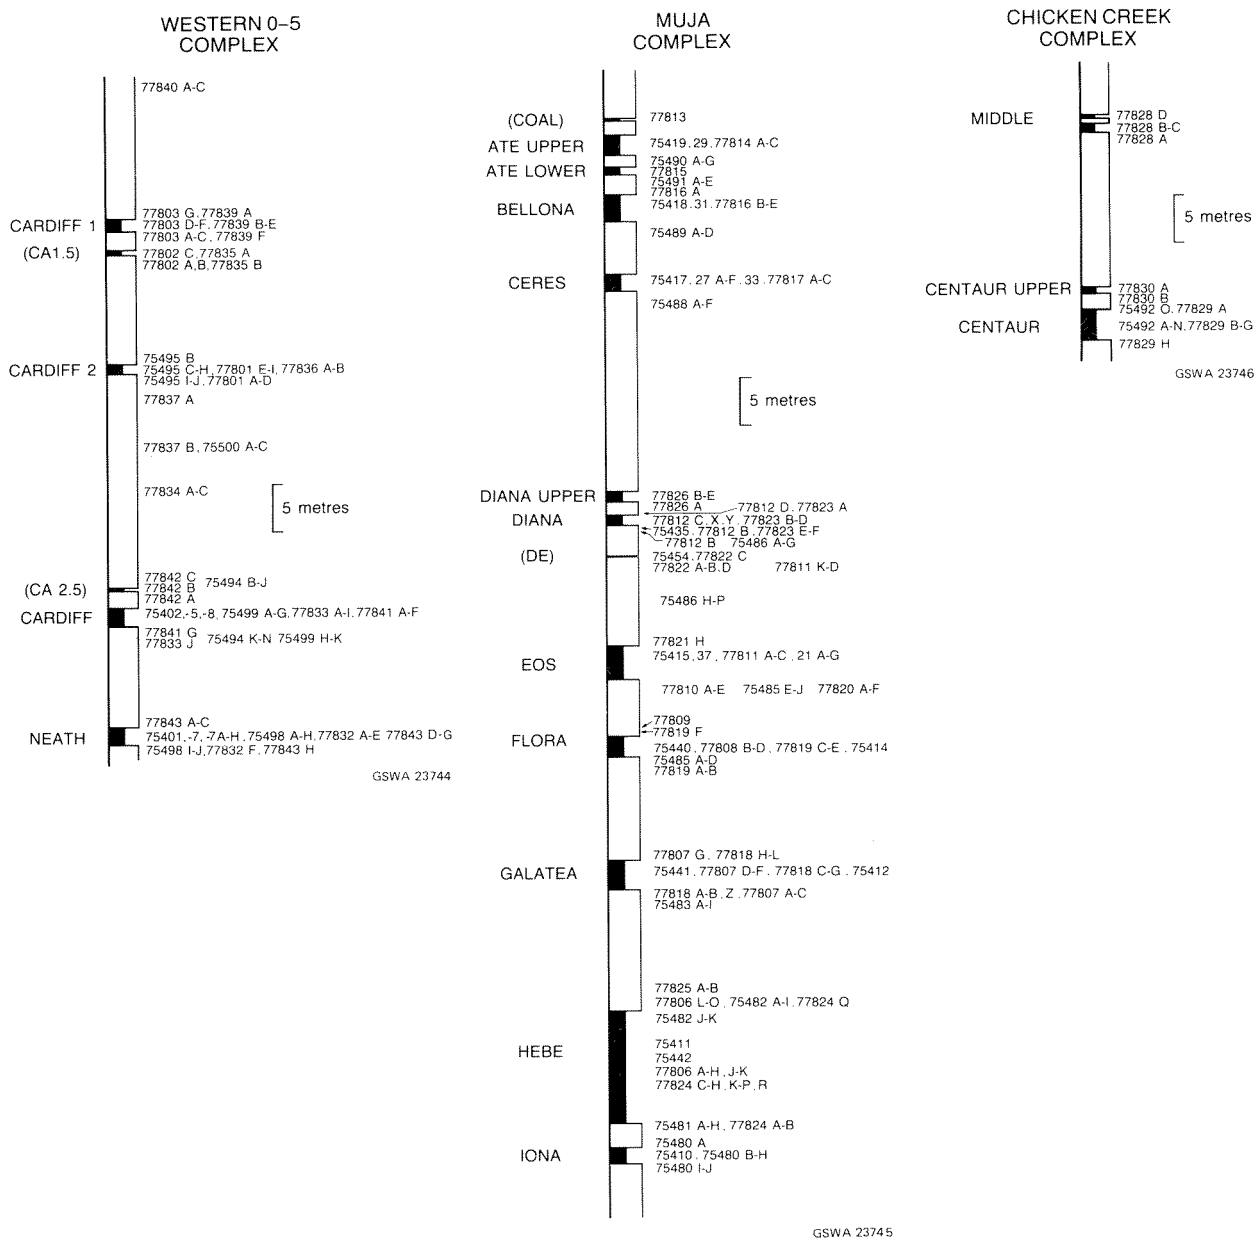 WESTERN 0–5
COMPLEX
77840 A-C
77803 G, 77839 A
CARDIFF 1
77803 D-F, 77839 B-E
77803 A-C, 77839 F
(CA1.5)
77802 C, 77835 A
77802 A,B, 77835 B
75495 B
CARDIFF 2
75495 C-H, 77801 E-I, 77836 A-B
75495 I-J, 77801 A-D
77837 A
77837 B, 75500 A-C
77834 A-C
5 metres
77842 C
75494 B-J
(CA 2.5)
77842 B
77842 A
CARDIFF
75402,-5,-8, 75499 A-G, 77833 A-I, 77841 A-F
77841 G
75494 K-N 75499 H-K
77833 J
77843 A-C
NEATH
75401,-7,-7A-H, 75498 A-H, 77832 A-E 77843 D-G
75498 I-J, 77832 F, 77843 H
GSWA 23744
MUJA
COMPLEX
(COAL)
77813
ATE UPPER
75419, 29, 77814 A-C
75490 A-G
ATE LOWER
77815
75491 A-E
77816 A
BELLONA
75418, 31, 77816 B-E
75489 A-D
CERES
75417, 27 A-F, 33, 77817 A-C
75488 A-F
5 metres
DIANA UPPER
77826 B-E
77826 A
77812 D, 77823 A
DIANA
77812 C, X, Y, 77823 B-D
75435, 77812 B, 77823 E-F
77812 B 75486 A-G
(DE)
75454, 77822 C
77822 A-B, D 77811 K-D
75486 H-P
77821 H
EOS
75415, 37, 77811 A-C, 21 A-G
77810 A-E 75485 E-J 77820 A-F
77809
77819 F
FLORA
75440, 77808 B-D, 77819 C-E, 75414
75485 A-D
77819 A-B
77807 G, 77818 H-L
GALATEA
75441, 77807 D-F, 77818 C-G, 75412
77818 A-B, Z, 77807 A-C
75483 A-I
77825 A-B
77806 L-O, 75482 A-I, 77824 Q
75482 J-K
75411
HEBE
75442
77806 A-H, J-K
77824 C-H, K-P, R
75481 A-H, 77824 A-B
75480 A
IONA
75410, 75480 B-H
75480 I-J
GSWA 23745
CHICKEN CREEK
COMPLEX
77828 D
MIDDLE
77828 B-C
77828 A
5 metres
CENTAUR UPPER
77830 A
77830 B
75492 O, 77829 A
CENTAUR
75492 A-N, 77829 B-G
77829 H
GSWA 23746